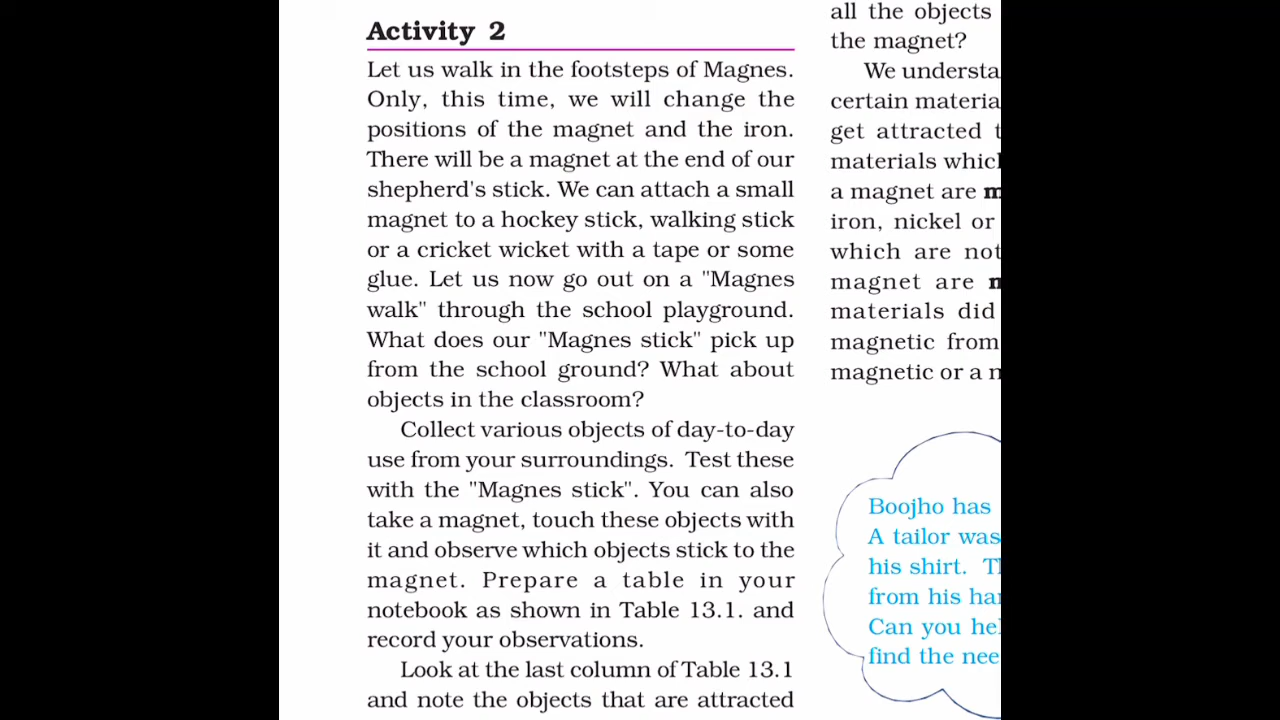 Activity 2
Let us walk in the footsteps of Magnes.
Only, this time, we will change the
positions of the magnet and the iron.
There will be a magnet at the end of our
shepherd's stick. We can attach a small
magnet to a hockey stick, walking stick
or a cricket wicket with a tape or some
glue. Let us now go out on a "Magnes
walk" through the school playground.
What does our "Magnes stick" pick up
from the school ground? What about
objects in the classroom?
Collect various objects of day-to-day
use from your surroundings. Test these
with the "Magnes stick". You can also
take a magnet, touch these objects with
it and observe which objects stick to the
magnet. Prepare a table in your
notebook as shown in Table 13.1. and
record your observations.
Look at the last column of Table 13.1
and note the objects that are attracted
all the objects
the magnet?
We understa
certain materia
get attracted
materials whic
a magnet are
iron, nickel or
which are not
magnet are
materials did
magnetic from
magnetic or a
Boojho has
A tailor was
his shirt.
from his ha
Can you he
find the nee